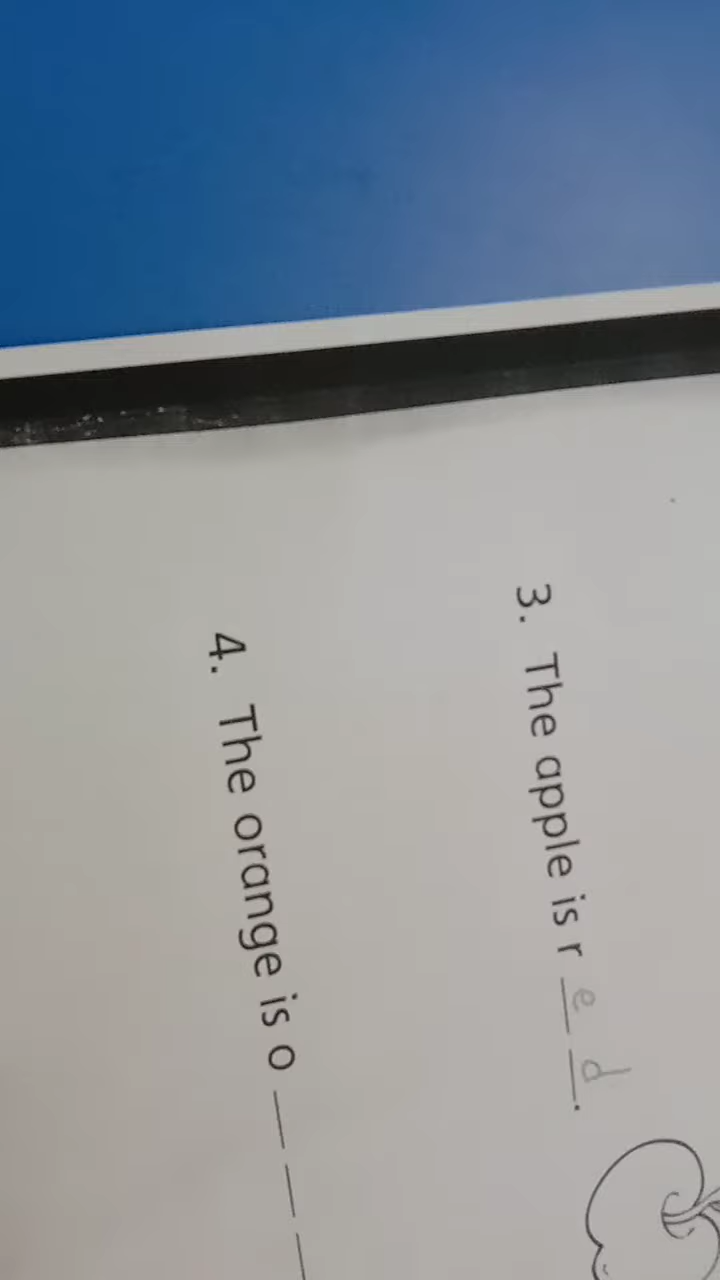 3. The apple is r e d.
4. The orange is o _ _ _